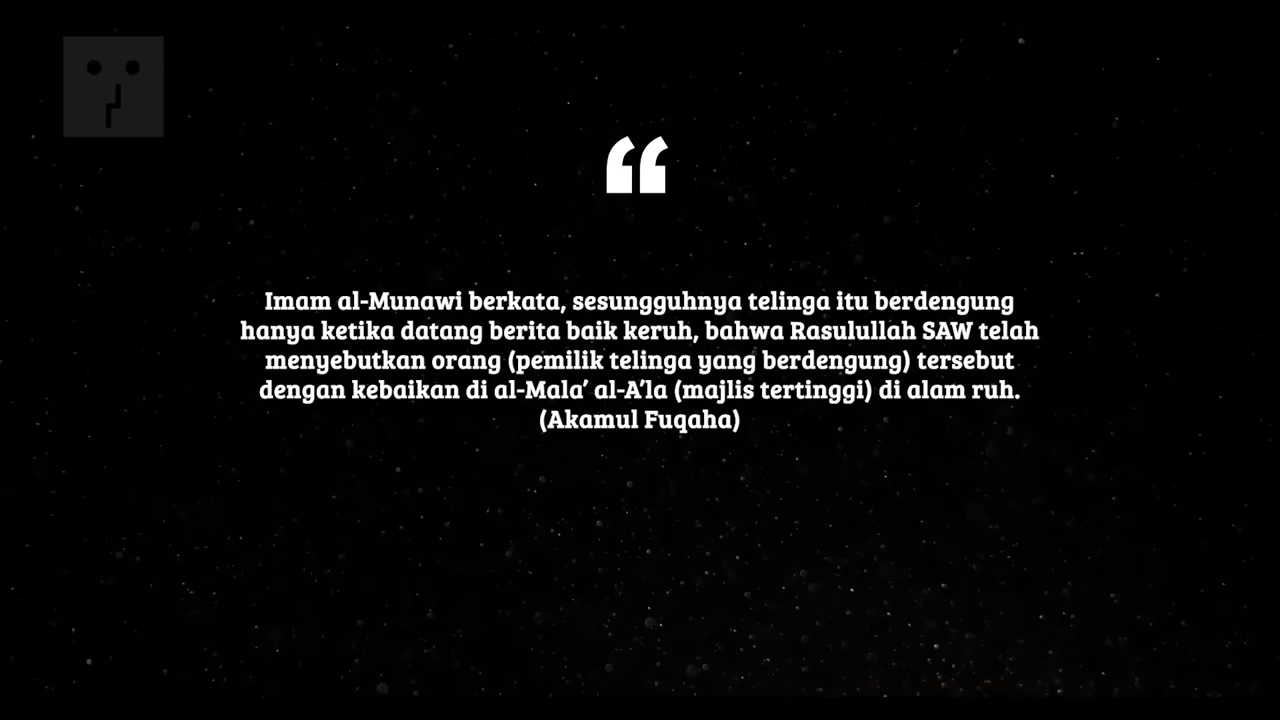 “
Imam al-Munawi berkata, sesungguhnya telinga itu berdengung
hanya ketika datang berita baik keruh, bahwa Rasulullah SAW telah
menyebutkan orang (pemilik telinga yang berdengung) tersebut
dengan kebaikan di al-Mala’ al-A’la (majlis tertinggi) di alam ruh.
(Akamul Fuqaha)